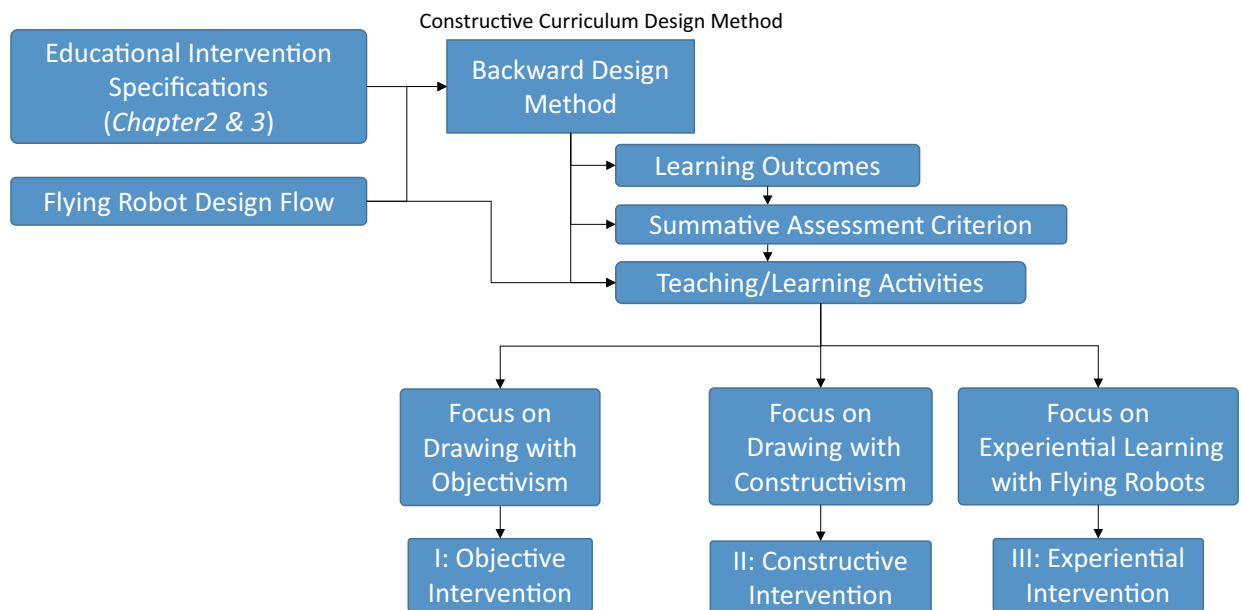 Constructive Curriculum Design Method
Educational Intervention
Specifications
(Chapter2 & 3)
Backward Design
Method
Flying Robot Design Flow
Learning Outcomes
Summative Assessment Criterion
Teaching/Learning Activities
Focus on
Drawing with
Objectivism
Focus on
Drawing with
Constructivism
Focus on
Experiential Learning
with Flying Robots
I: Objective
Intervention
II: Constructive
Intervention
III: Experiential
Intervention